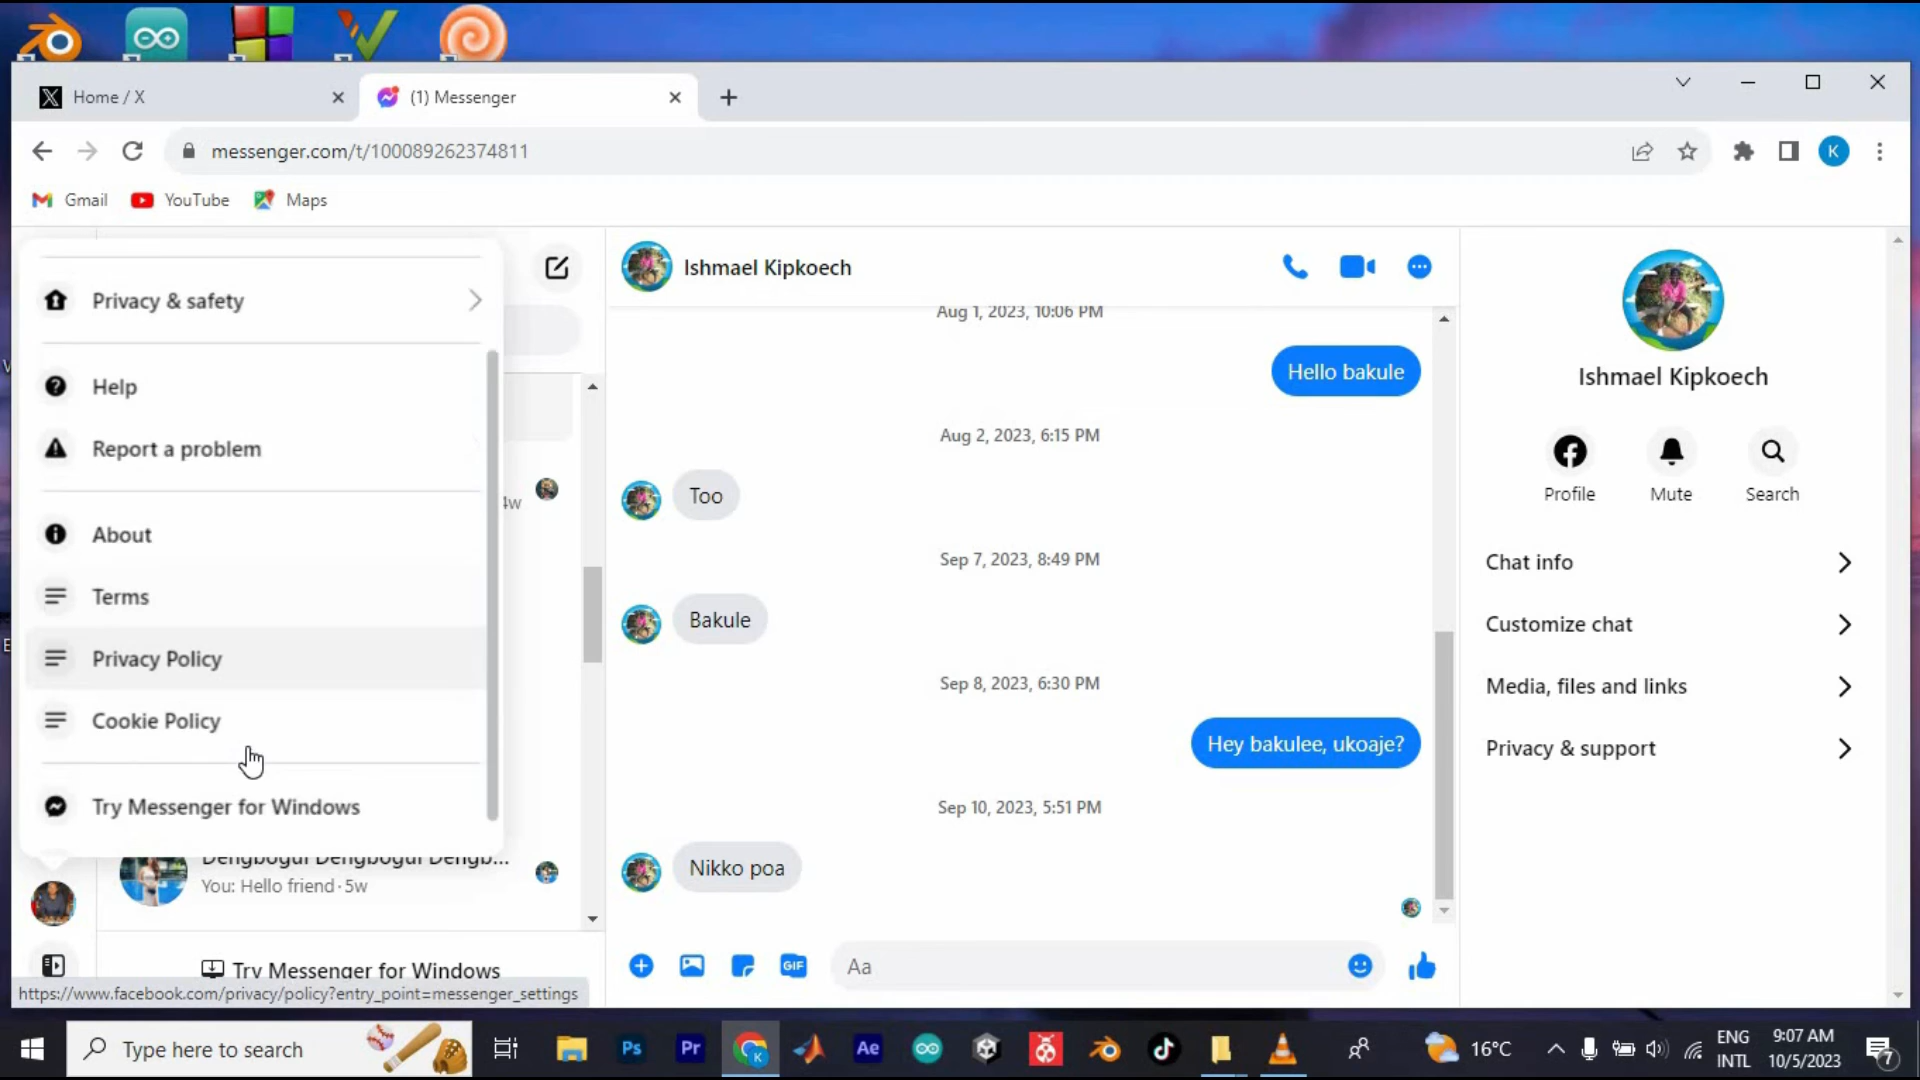 Home / X
(1) Messenger
messenger.com/t/100089262374811
K
Gmail
YouTube
Maps
Privacy & safety
Help
Report a problem
About
Terms
Privacy Policy
Cookie Policy
Try Messenger for Windows
4w
You: Hello friend · 5w
Try Messenger for Windows
https://www.facebook.com/privacy/policy?entry_point=messenger_settings
Ishmael Kipkoech
Aug 1, 2023, 10:06 PM
Hello bakule
Aug 2, 2023, 6:15 PM
Too
Sep 7, 2023, 8:49 PM
Bakule
Sep 8, 2023, 6:30 PM
Hey bakulee, ukoaje?
Sep 10, 2023, 5:51 PM
Nikko poa
GIF
Aa
Ishmael Kipkoech
Profile
Mute
Search
Chat info
Customize chat
Media, files and links
Privacy & support
Type here to search
Ps
Pr
K
Ae
16°C
ENG
INTL
9:07 AM
10/5/2023
7